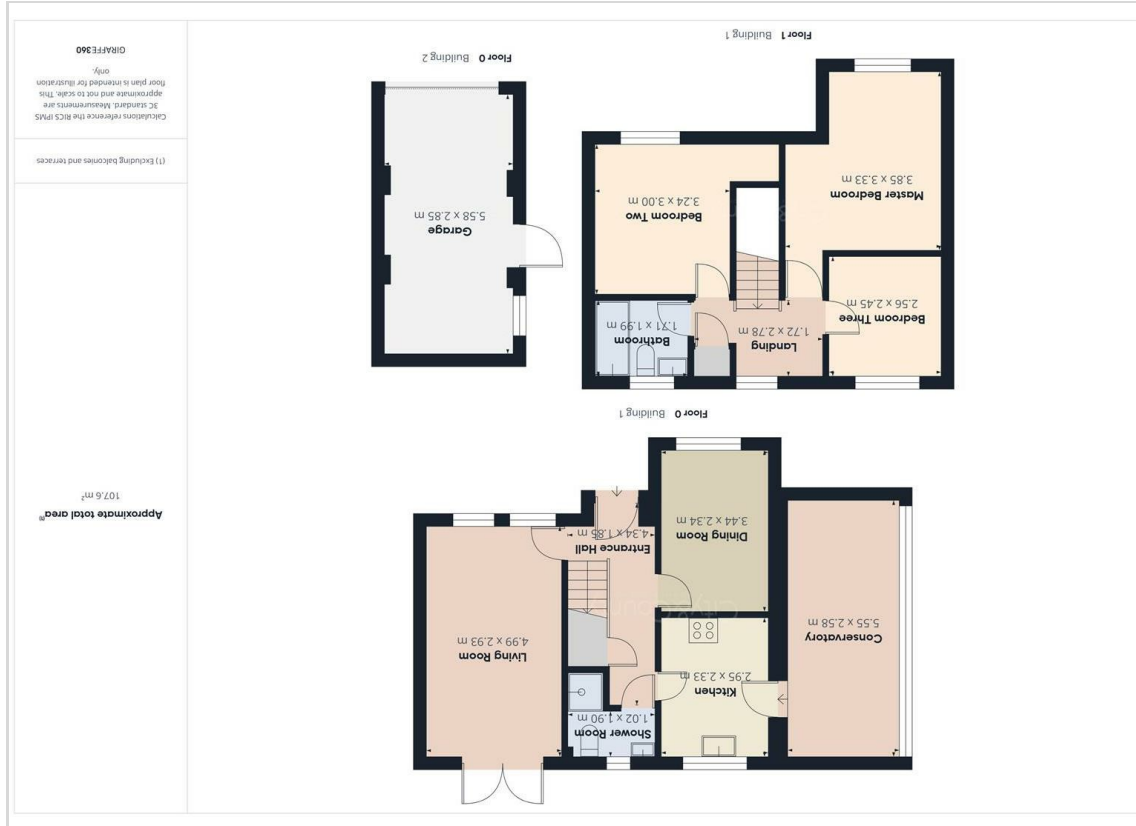 Conservatory
5.55 x 2.58 m
Kitchen
2.95 x 2.33 m
Shower Room
1.02 x 1.90 m
Living Room
4.99 x 2.93 m
Dining Room
3.44 x 2.34 m
Entrance Hall
4.34 x 1.85 m
Floor 0 Building 1
Bedroom Three
2.56 x 2.45 m
Landing
1.72 x 2.78 m
Bathroom
1.71 x 1.99 m
Master Bedroom
3.85 x 3.33 m
Bedroom Two
3.24 x 3.00 m
Floor 1 Building 1
Garage
5.58 x 2.85 m
Floor 0 Building 2
Approximate total area⁽¹⁾
107.6 m²
(1) Excluding balconies and terraces
Calculations reference the RICS IPMS
3C standard. Measurements are
approximate and not to scale. This
floor plan is intended for illustration
only.
GIRAFFE360